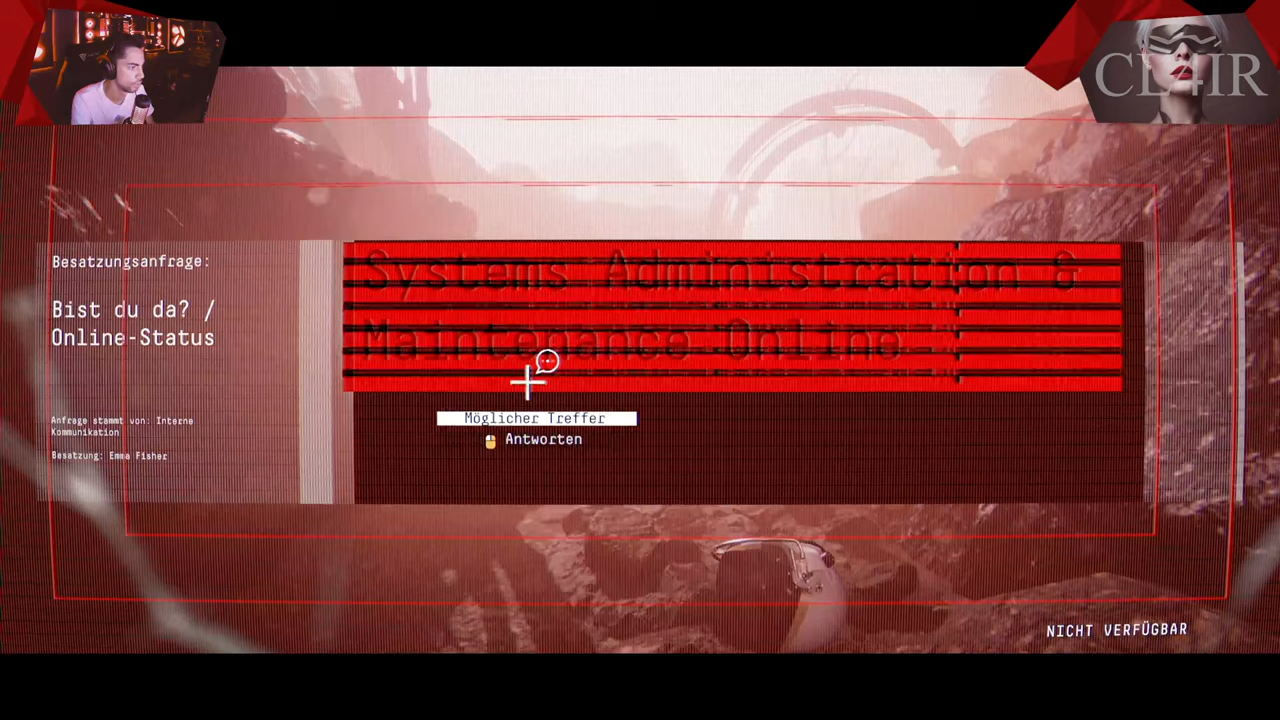 CL4IR
Besatzungsanfrage:
Bist du da? /
Online-Status
Anfrage stammt von: Interne
Kommunikation
Besatzung: Emma Fisher
Systems Administration &
Maintenance Online
Möglicher Treffer
Antworten
NICHT VERFÜGBAR